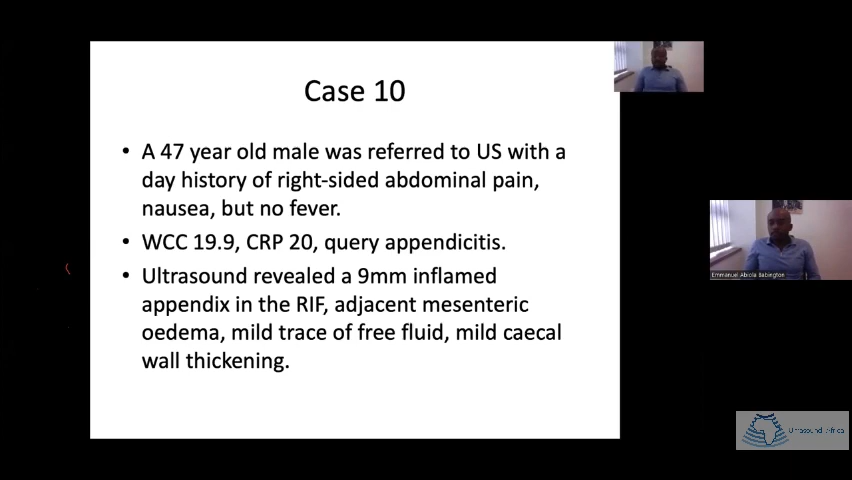 Case 10
• A 47 year old male was referred to US with a
day history of right-sided abdominal pain,
nausea, but no fever.
• WCC 19.9, CRP 20, query appendicitis.
• Ultrasound revealed a 9mm inflamed
appendix in the RIF, adjacent mesenteric
oedema, mild trace of free fluid, mild caecal
wall thickening.
Emmanuel Abiola Babington
Ultrasound Africa